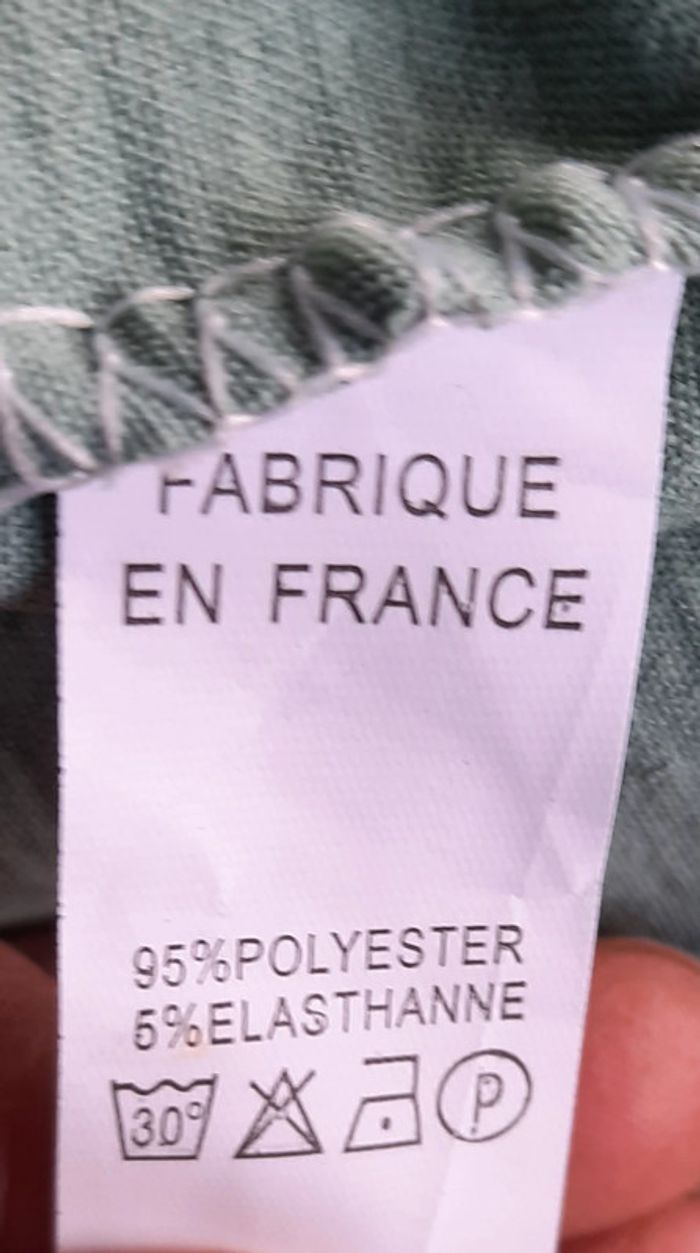 FABRIQUE
EN FRANCE
95%POLYESTER
5%ELASTHANNE
30° P